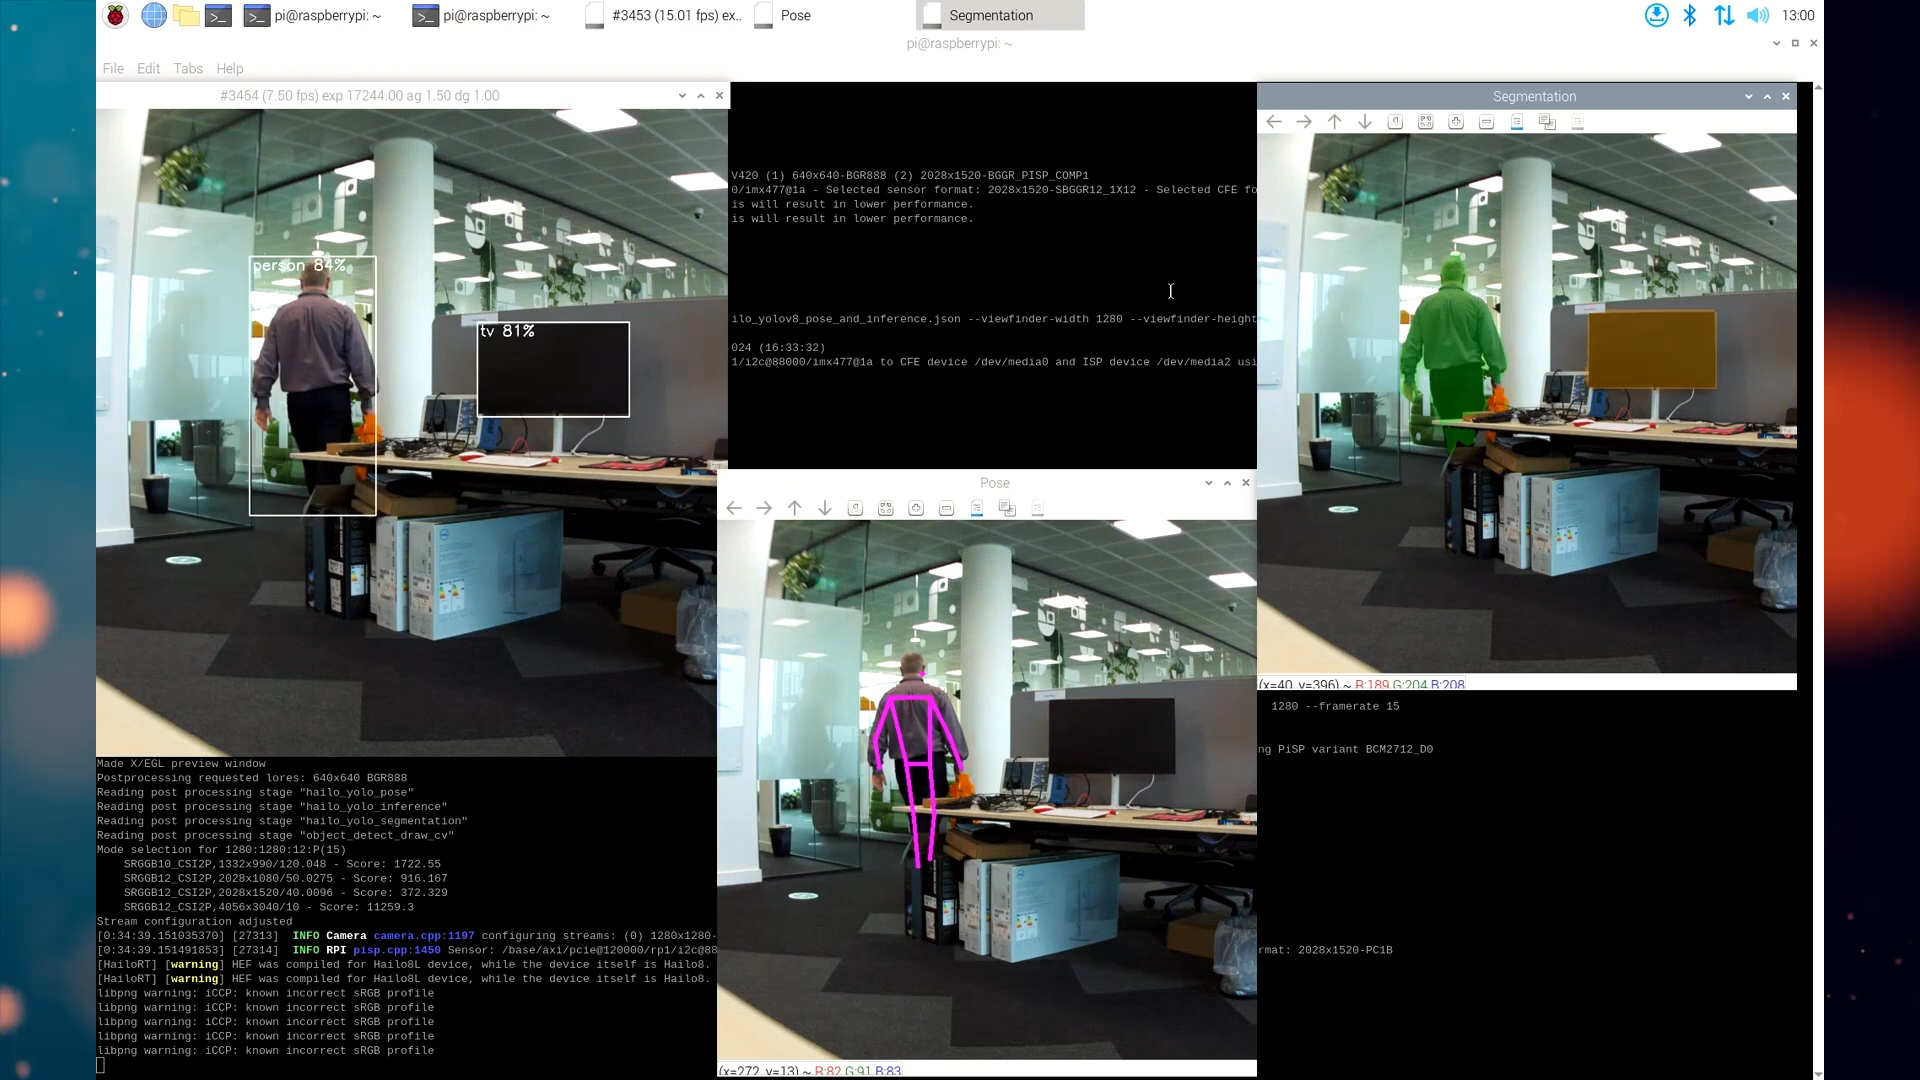 pi@raspberrypi: ~
pi@raspberrypi: ~
#3453 (15.01 fps) ex..
Pose
Segmentation
13:00
pi@raspberrypi: ~
File Edit Tabs Help
#3454 (7.50 fps) exp 17244.00 ag 1.50 dg 1.00
person 84%
tv 81%
V420 (1) 640x640-BGR888 (2) 2028x1520-BGGR_PISP_COMP1
0/imx477@1a - Selected sensor format: 2028x1520-SBGGR12_1X12 - Selected CFE fo
is will result in lower performance.
is will result in lower performance.
ilo_yolov8_pose_and_inference.json --viewfinder-width 1280 --viewfinder-height
024 (16:33:32)
1/i2c@88000/imx477@1a to CFE device /dev/media0 and ISP device /dev/media2 usi
Segmentation
(x=40, y=396) ~ R:189 G:204 B:208
1280 --framerate 15
ng PiSP variant BCM2712_D0
rmat: 2028x1520-PC1B
Pose
(x=272, y=13) ~ R:82 G:91 B:83
Made X/EGL preview window
Postprocessing requested lores: 640x640 BGR888
Reading post processing stage "hailo_yolo_pose"
Reading post processing stage "hailo_yolo_inference"
Reading post processing stage "hailo_yolo_segmentation"
Reading post processing stage "object_detect_draw_cv"
Mode selection for 1280:1280:12:P(15)
SRGGB10_CSI2P,1332x990/120.048 - Score: 1722.55
SRGGB12_CSI2P,2028x1080/50.0275 - Score: 916.167
SRGGB12_CSI2P,2028x1520/40.0096 - Score: 372.329
SRGGB12_CSI2P,4056x3040/10 - Score: 11259.3
Stream configuration adjusted
[0:34:39.151035370] [27313] INFO Camera camera.cpp:1197 configuring streams: (0) 1280x1280-
[0:34:39.151491853] [27314] INFO RPI pisp.cpp:1450 Sensor: /base/axi/pcie@120000/rp1/i2c@88
[HailoRT] [warning] HEF was compiled for Hailo8L device, while the device itself is Hailo8.
[HailoRT] [warning] HEF was compiled for Hailo8L device, while the device itself is Hailo8.
libpng warning: iCCP: known incorrect sRGB profile
libpng warning: iCCP: known incorrect sRGB profile
libpng warning: iCCP: known incorrect sRGB profile
libpng warning: iCCP: known incorrect sRGB profile
libpng warning: iCCP: known incorrect sRGB profile